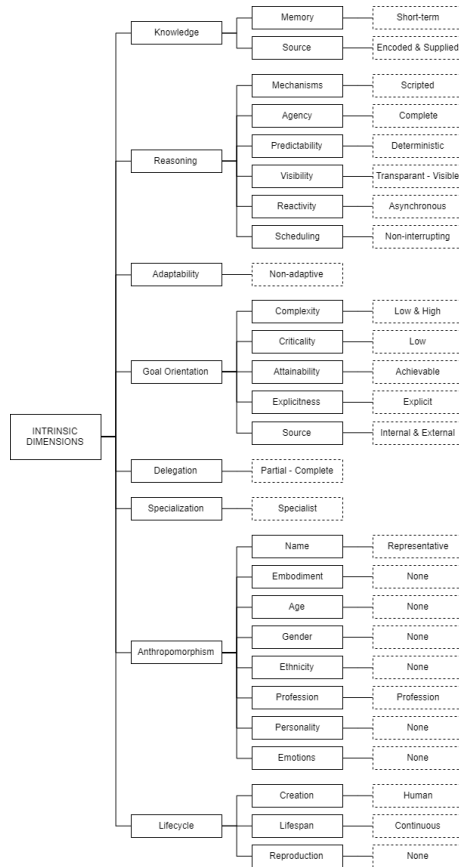 Memory
Short-term
Knowledge
Source
Encoded & Supplied
Mechanisms
Scripted
Agency
Complete
Predictability
Deterministic
Reasoning
Visibility
Transparant - Visible
Reactivity
Asynchronous
Scheduling
Non-interrupting
Adaptability
Non-adaptive
Complexity
Low & High
Criticality
Low
Goal Orientation
Attainability
Achievable
Explicitness
Explicit
Source
Internal & External
INTRINSIC
DIMENSIONS
Delegation
Partial - Complete
Specialization
Specialist
Name
Representative
Embodiment
None
Age
None
Gender
None
Anthropomorphism
Ethnicity
None
Profession
Profession
Personality
None
Emotions
None
Creation
Human
Lifecycle
Lifespan
Continuous
Reproduction
None